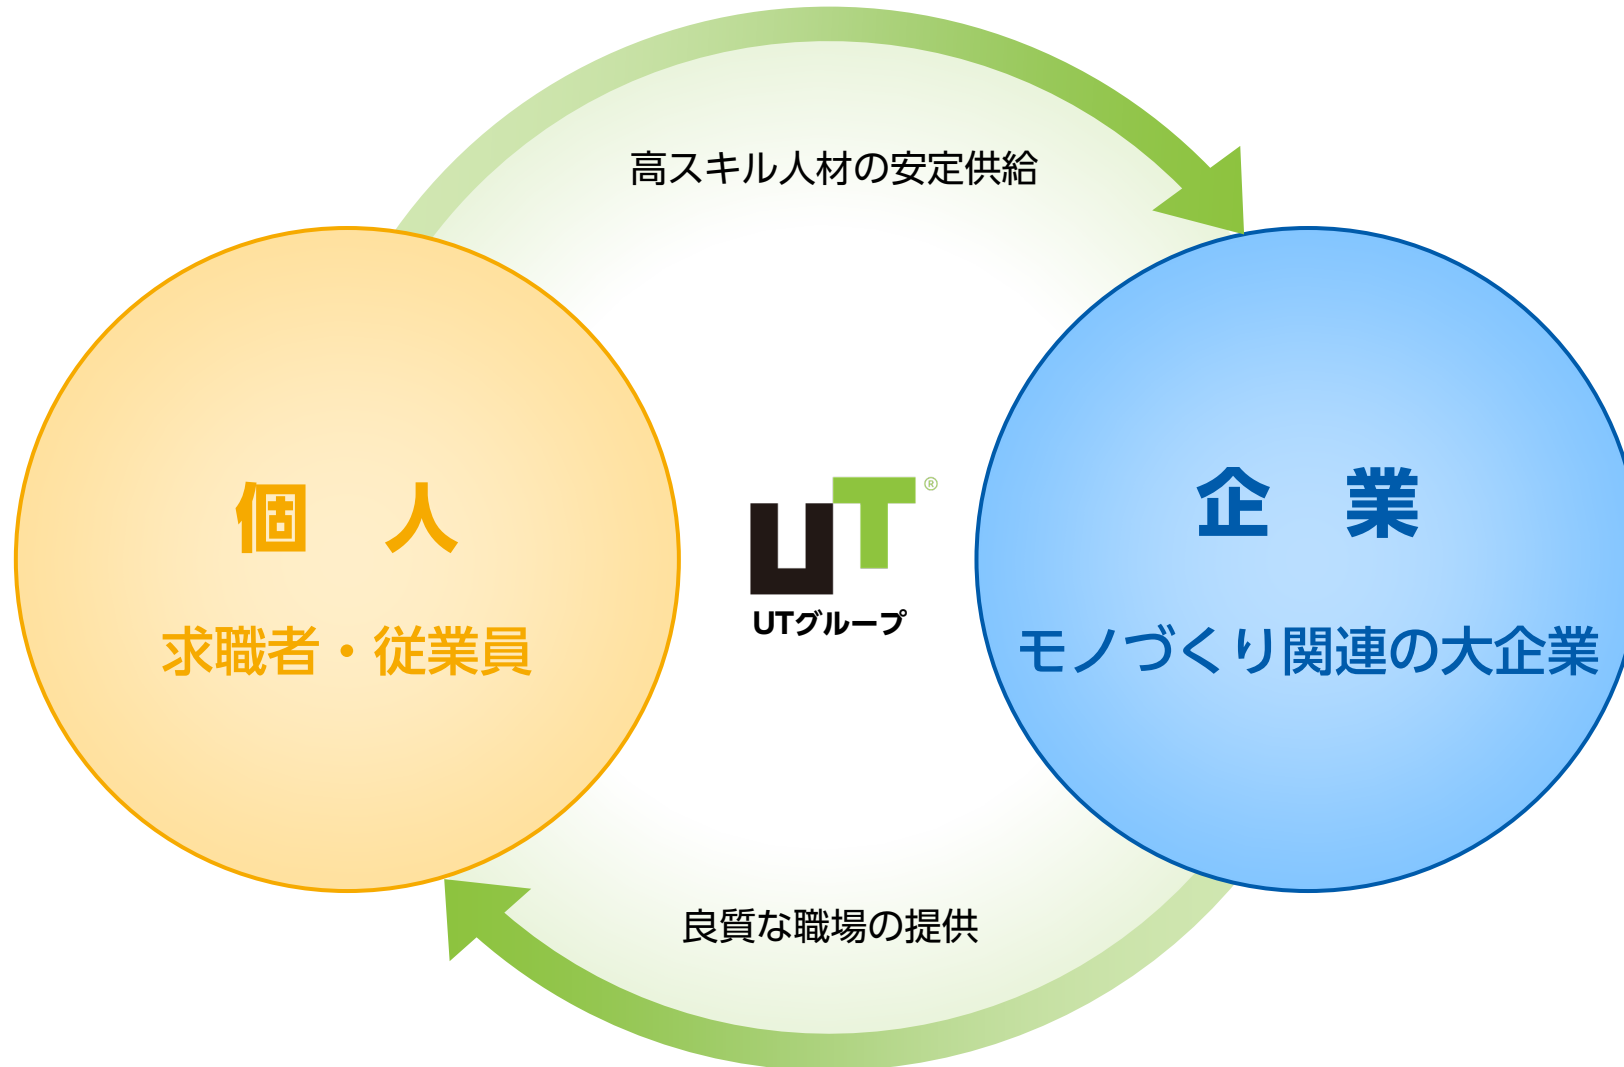 高スキル人材の安定供給
個　人
求職者・従業員
UT®
UTグループ
企　業
モノづくり関連の大企業
良質な職場の提供